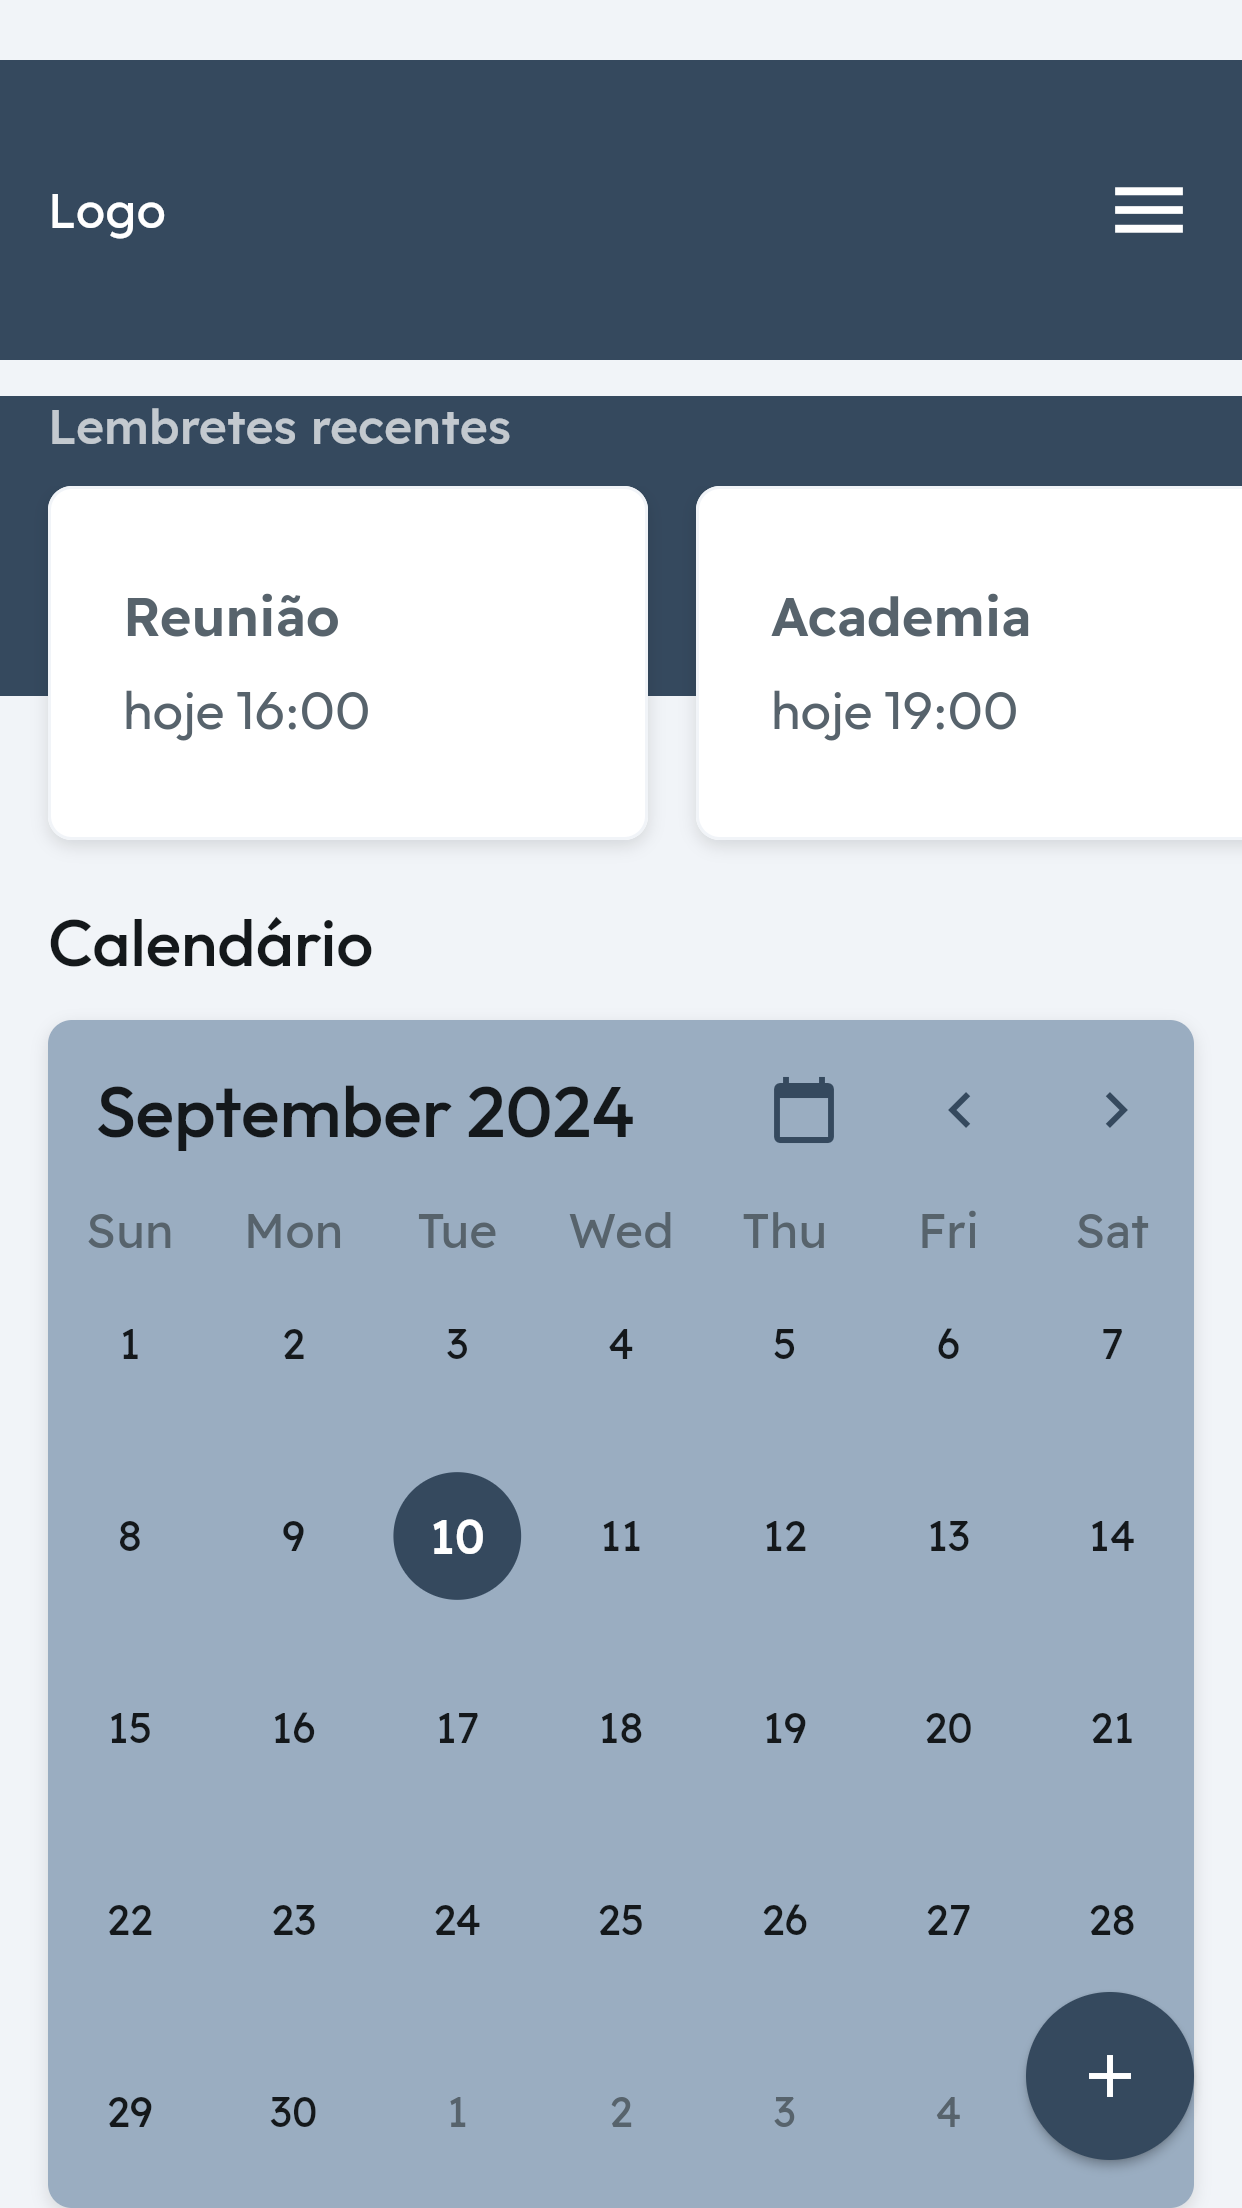 Logo
Lembretes recentes
Reunião
hoje 16:00
Academia
hoje 19:00
Calendário
September 2024
Sun Mon Tue Wed Thu Fri Sat
1 2 3 4 5 6 7
8 9 10 11 12 13 14
15 16 17 18 19 20 21
22 23 24 25 26 27 28
29 30 1 2 3 4